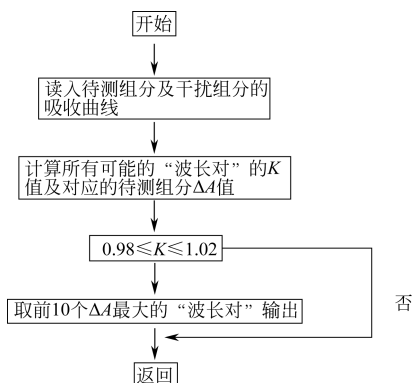 开始
读入待测组分及干扰组分的
吸收曲线
计算所有可能的“波长对”的K
值及对应的待测组分ΔA值
0.98≤K≤1.02
否
取前10个ΔA最大的“波长对”输出
返回